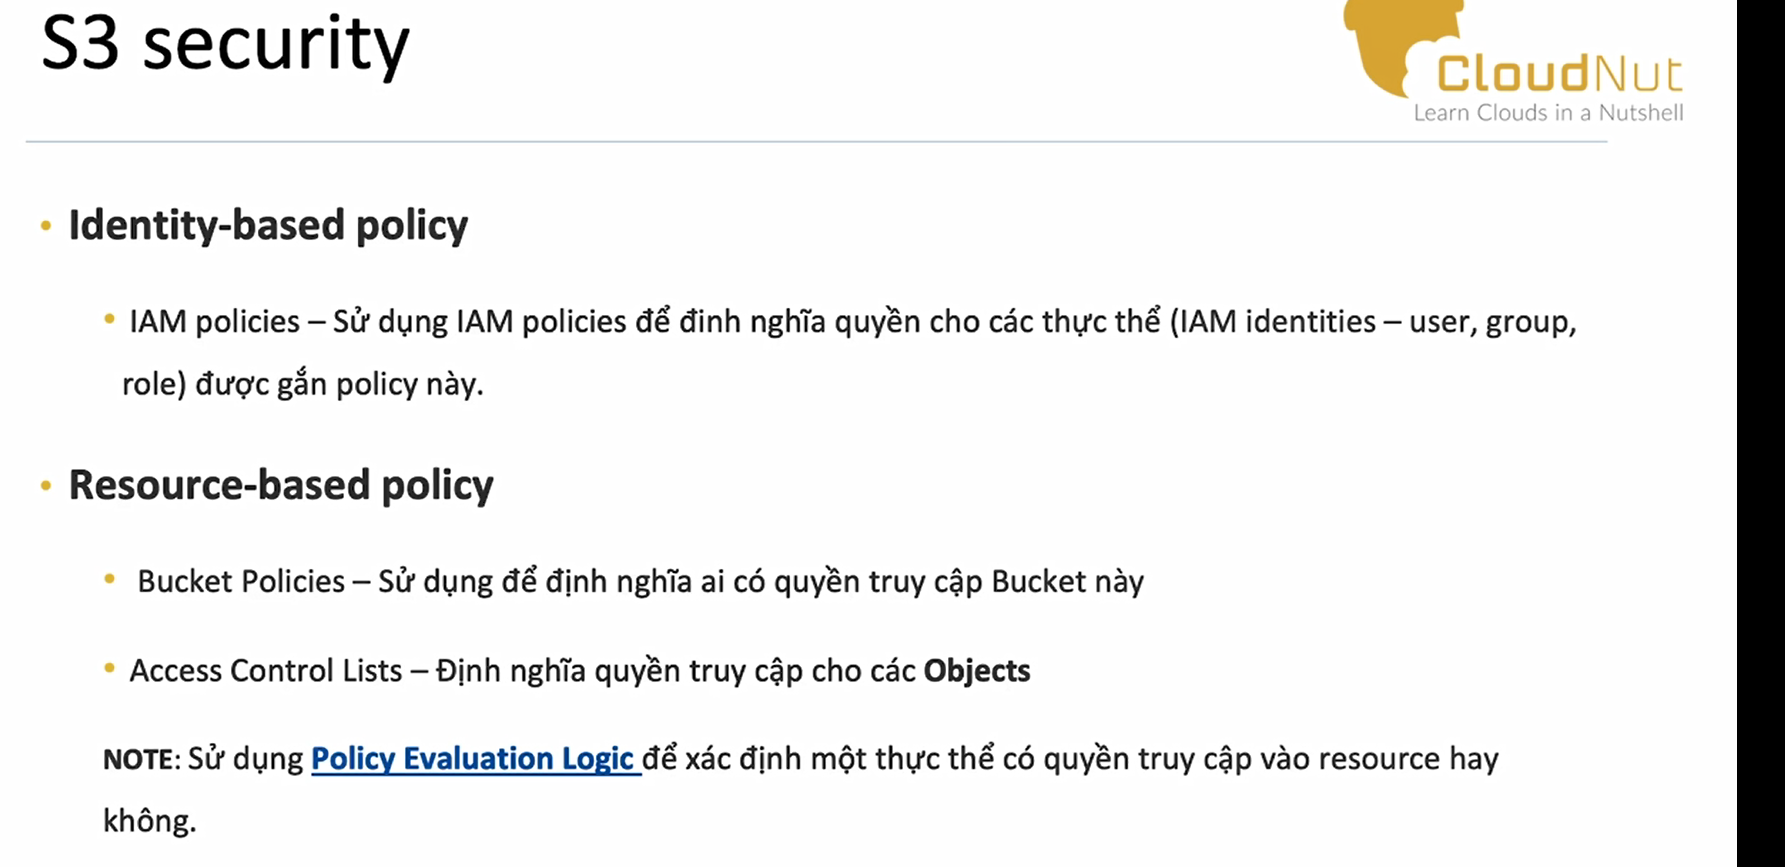 S3 security
CloudNut
Learn Clouds in a Nutshell
• Identity-based policy
• IAM policies – Sử dụng IAM policies để đinh nghĩa quyền cho các thực thể (IAM identities – user, group,
role) được gắn policy này.
• Resource-based policy
• Bucket Policies – Sử dụng để định nghĩa ai có quyền truy cập Bucket này
• Access Control Lists – Định nghĩa quyền truy cập cho các Objects
NOTE: Sử dụng Policy Evaluation Logic để xác định một thực thể có quyền truy cập vào resource hay
không.